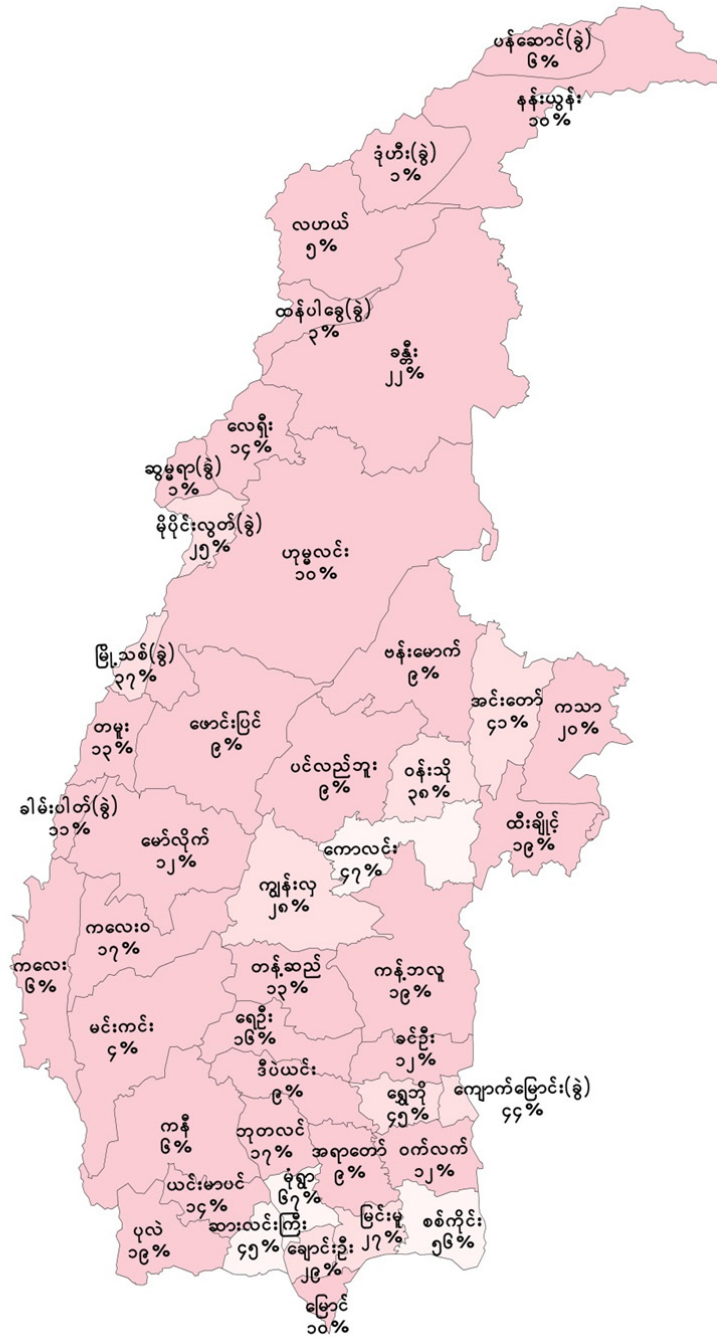 ပန်ဆောင်(ခွဲ)
၆%
နန်းယွန်း
၁၀%
ဒုံဟီး(ခွဲ)
၁%
လဟယ်
၅%
ထန်ပါခွေ(ခွဲ)
၃%
ခန္တီး
၂၂%
လေရှီး
၁၄%
ဆွမ္မရာ(ခွဲ)
၁%
မိုပိုင်းလွတ်(ခွဲ)
၂၅%
ဟုမ္မလင်း
၁၀%
မြို့သစ်(ခွဲ)
၃၇%
ဗန်းမောက်
၉%
အင်းတော်
၄၁%
ကသာ
၂၀%
တမူး
၁၃%
ဖောင်းပြင်
၉%
ပင်လည်ဘူး
၉%
ဝန်းသို
၃၈%
ခါမ်းပါတ်(ခွဲ)
၁၁%
မော်လိုက်
၁၂%
ကောလင်း
၄၇%
ထီးချိုင့်
၁၉%
ကျွန်းလှ
၂၈%
ကလေးဝ
၁၇%
ကလေး
၆%
တန့်ဆည်
၁၃%
ကန့်ဘလူ
၁၉%
မင်းကင်း
၄%
ရေဦး
၁၆%
ခင်ဦး
၁၂%
ဒီပဲယင်း
၉%
ရွှေဘို
၄၅%
ကျောက်မြောင်း(ခွဲ)
၄၄%
ကနီ
၆%
ဘုတလင်
၁၇%
အရာတော်
၉%
ဝက်လက်
၁၂%
ယင်းမာပင်
၁၄%
မုံရွာ
၆၇%
ပုလဲ
၁၉%
ဆားလင်းကြီး
၄၅%
ချောင်းဦး
၂၉%
မြင်းမူ
၂၇%
စစ်ကိုင်း
၅၆%
မြောင်
၁၀%